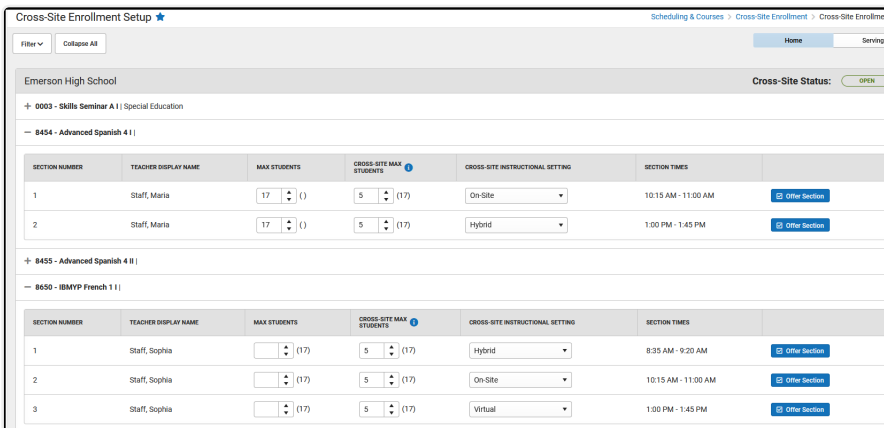 Cross-Site Enrollment Setup
Scheduling & Courses > Cross-Site Enrollment > Cross-Site Enrollme
Filter
Collapse All
Home
Serving
Emerson High School
Cross-Site Status:
OPEN
+ 0003 - Skills Seminar A I | Special Education
− 8454 - Advanced Spanish 4 I |
SECTION NUMBER TEACHER DISPLAY NAME MAX STUDENTS CROSS-SITE MAX STUDENTS CROSS-SITE INSTRUCTIONAL SETTING SECTION TIMES
1 Staff, Maria 17 ( ) 5 (17) On-Site 10:15 AM - 11:00 AM Offer Section
2 Staff, Maria 17 ( ) 5 (17) Hybrid 1:00 PM - 1:45 PM Offer Section
+ 8455 - Advanced Spanish 4 II |
− 8650 - IBMYP French 1 I |
SECTION NUMBER TEACHER DISPLAY NAME MAX STUDENTS CROSS-SITE MAX STUDENTS CROSS-SITE INSTRUCTIONAL SETTING SECTION TIMES
1 Staff, Sophia (17) 5 (17) Hybrid 8:35 AM - 9:20 AM Offer Section
2 Staff, Sophia (17) 5 (17) On-Site 10:15 AM - 11:00 AM Offer Section
3 Staff, Sophia (17) 5 (17) Virtual 1:00 PM - 1:45 PM Offer Section